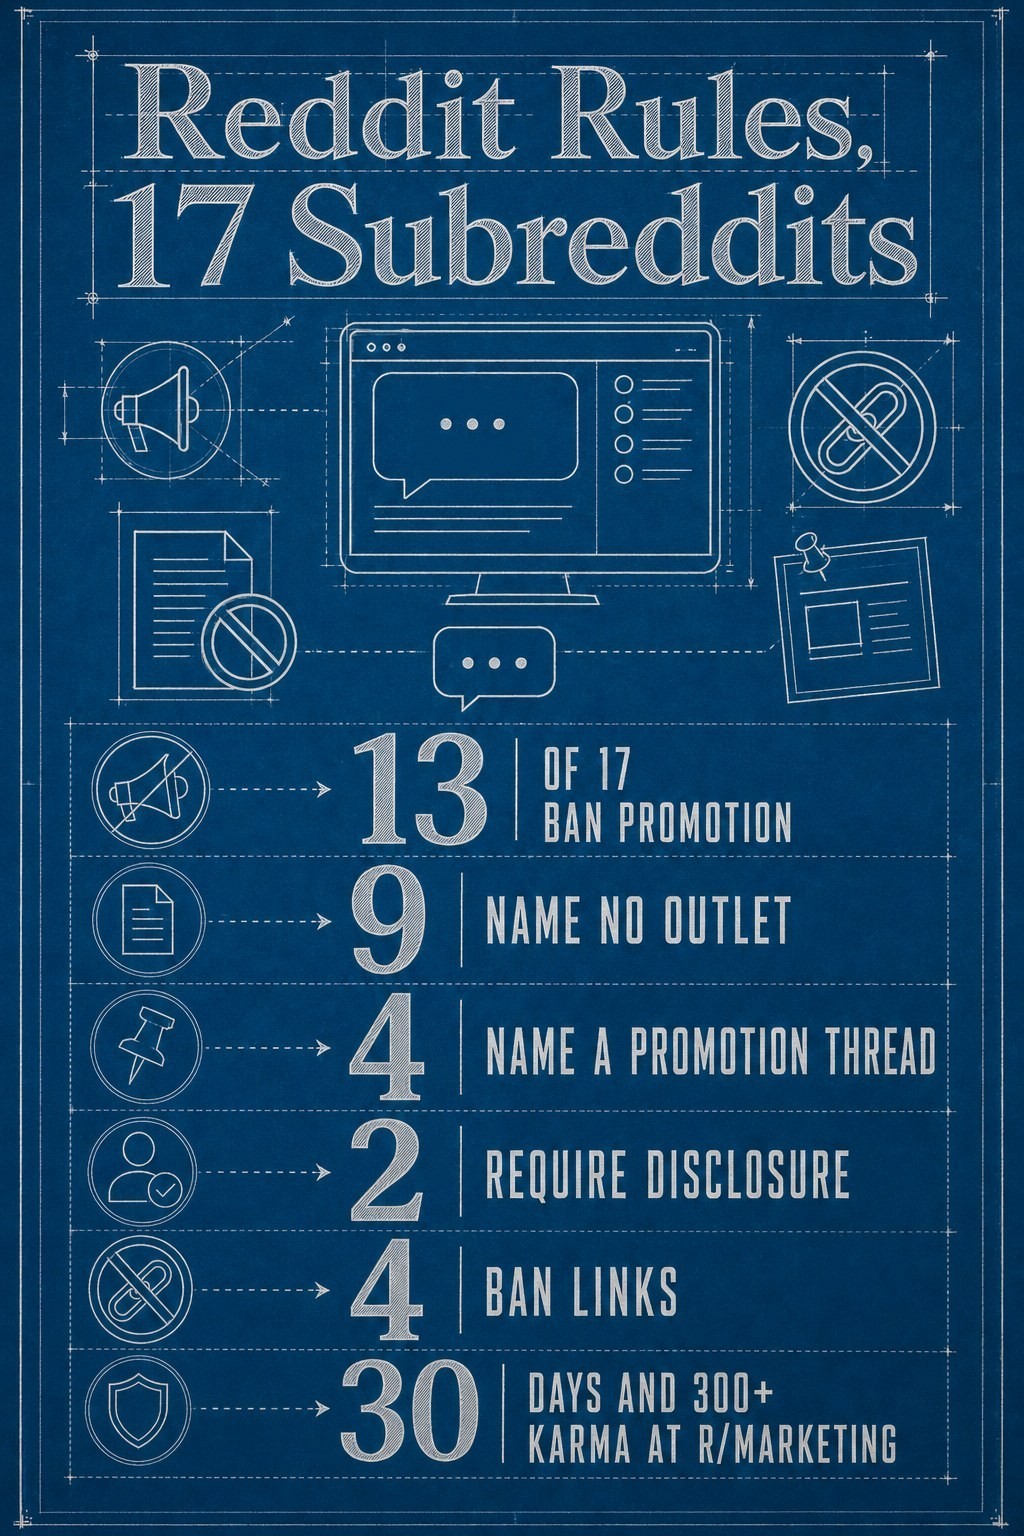 Reddit Rules,
17 Subreddits
13
OF 17
BAN PROMOTION
9
NAME NO OUTLET
4
NAME A PROMOTION THREAD
2
REQUIRE DISCLOSURE
4
BAN LINKS
30
DAYS AND 300+
KARMA AT R/MARKETING